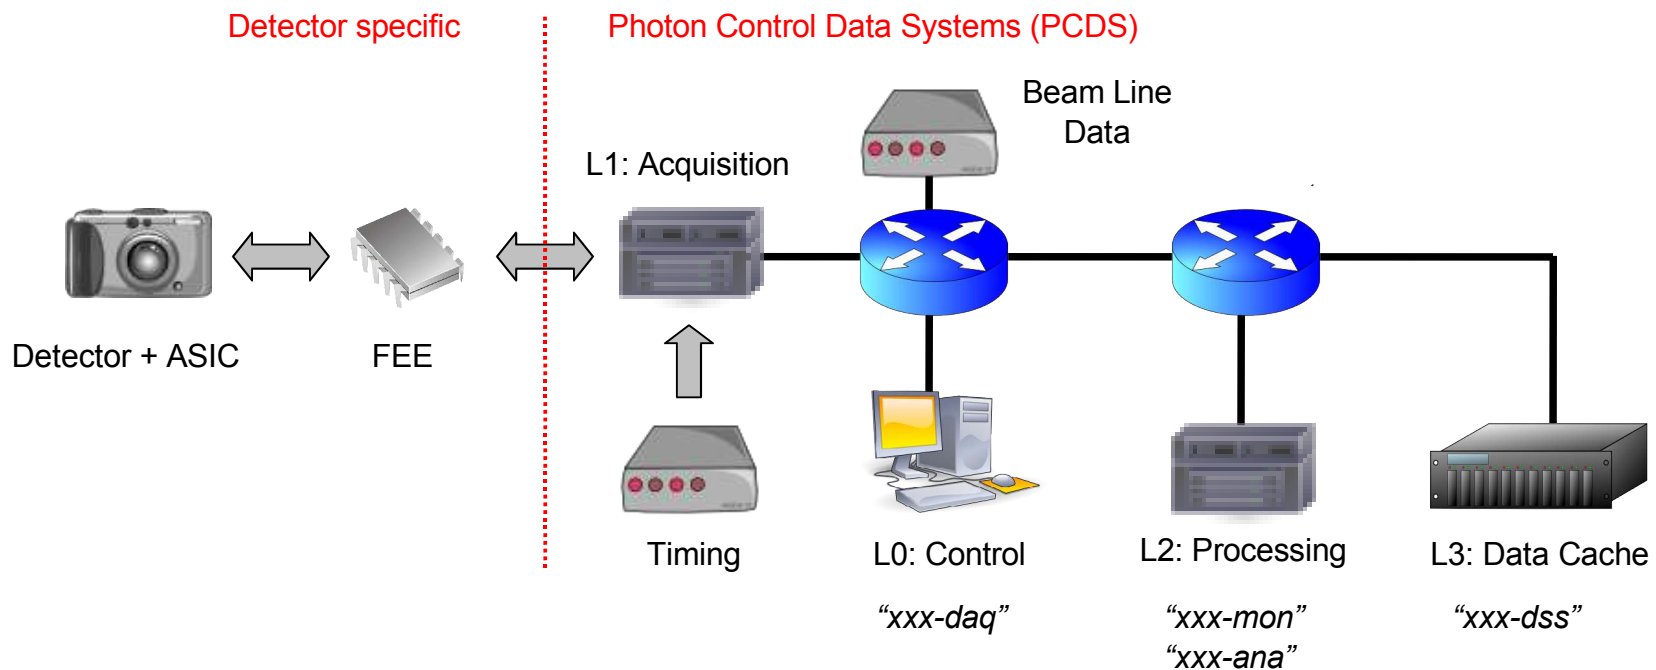 Detector specific
Photon Control Data Systems (PCDS)
Beam Line
Data
L1: Acquisition
Detector + ASIC
FEE
Timing
L0: Control
L2: Processing
L3: Data Cache
“xxx-daq”
“xxx-mon”
“xxx-dss”
“xxx-ana”